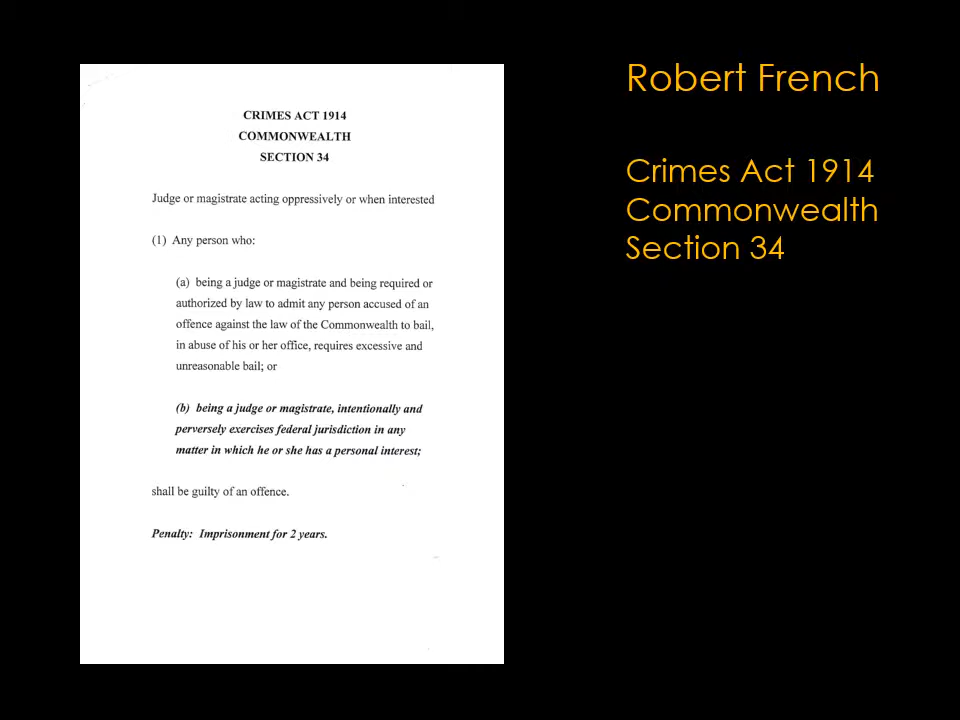 CRIMES ACT 1914
COMMONWEALTH
SECTION 34
Judge or magistrate acting oppressively or when interested
(1) Any person who:
(a) being a judge or magistrate and being required or
authorized by law to admit any person accused of an
offence against the law of the Commonwealth to bail,
in abuse of his or her office, requires excessive and
unreasonable bail; or
(b) being a judge or magistrate, intentionally and
perversely exercises federal jurisdiction in any
matter in which he or she has a personal interest;
shall be guilty of an offence.
Penalty: Imprisonment for 2 years.
Robert French
Crimes Act 1914
Commonwealth
Section 34